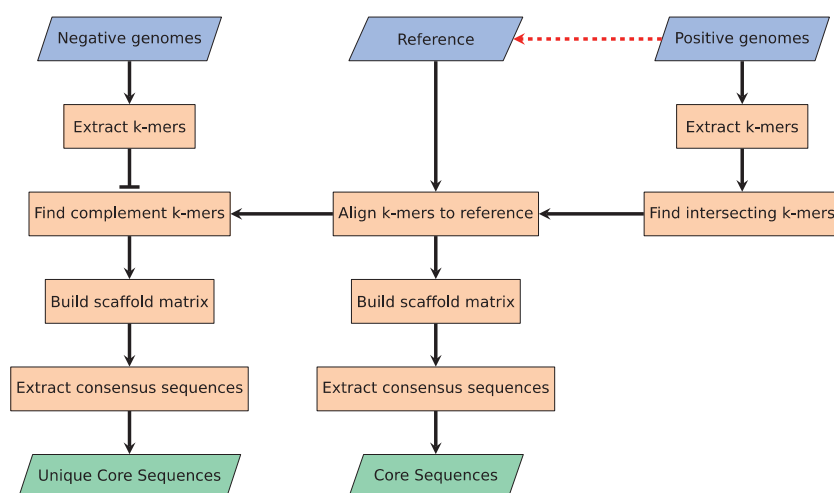 Negative genomes
Reference
Positive genomes
Extract k-mers
Extract k-mers
Find complement k-mers
Align k-mers to reference
Find intersecting k-mers
Build scaffold matrix
Build scaffold matrix
Extract consensus sequences
Extract consensus sequences
Unique Core Sequences
Core Sequences